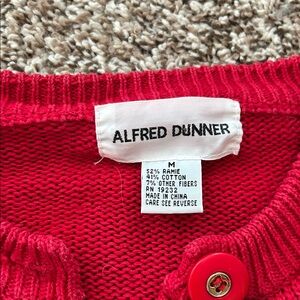 ALFRED DUNNER
M
52% RAMIE
41% COTTON
7% OTHER FIBERS
RN 19232
MADE IN CHINA
CARE SEE REVERSE